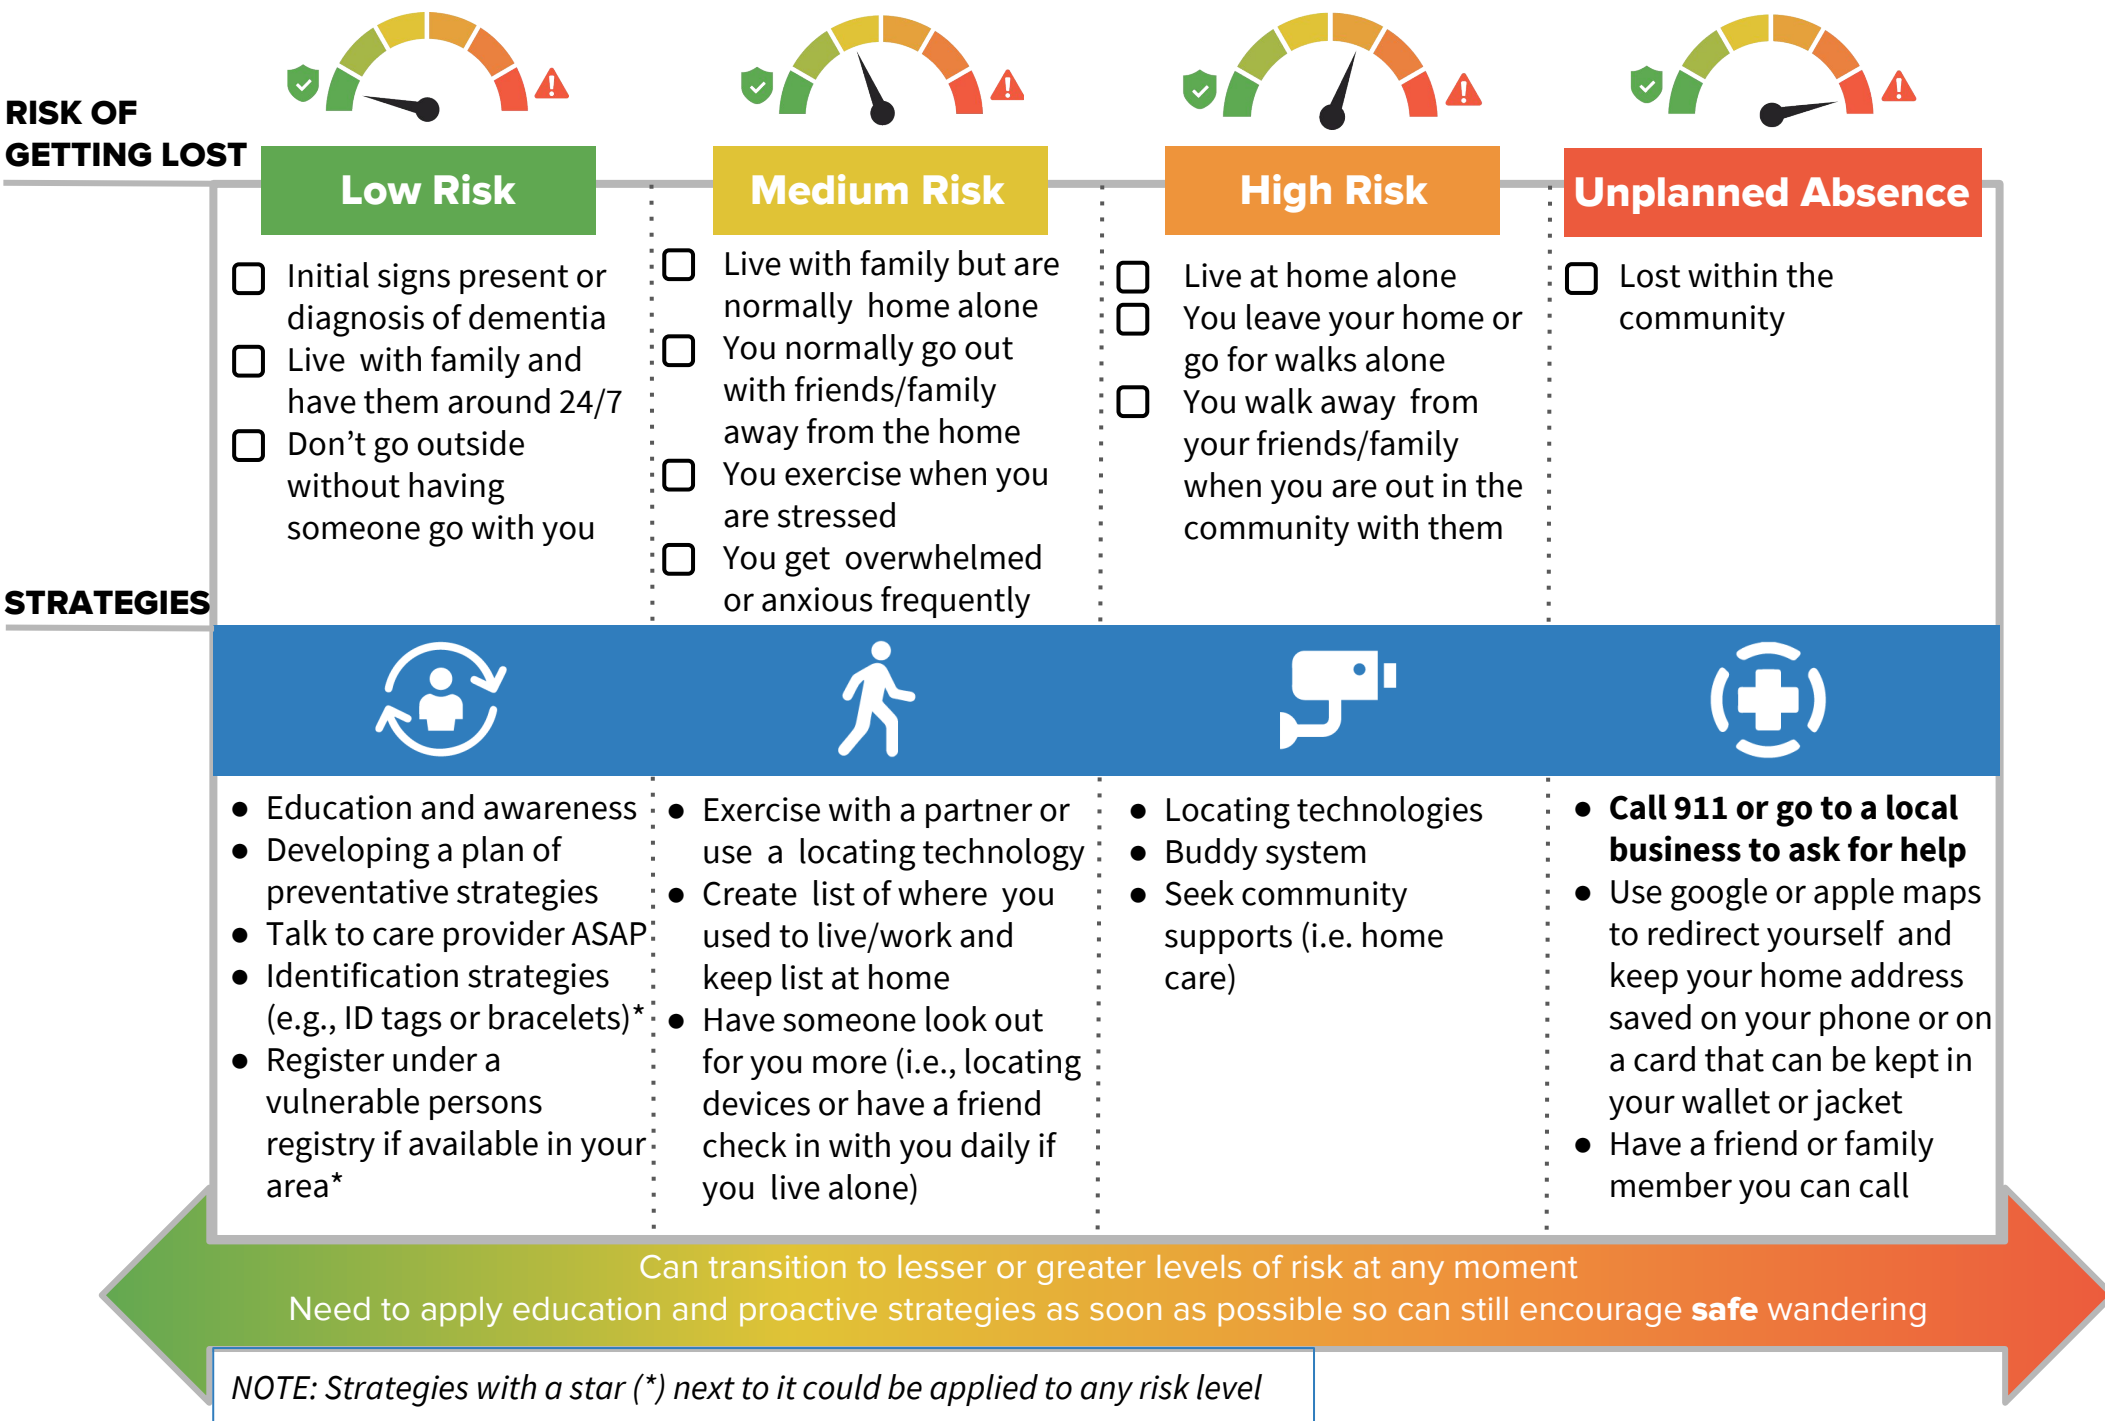 RISK OF
GETTING LOST
Low Risk
Medium Risk
High Risk
Unplanned Absence
Initial signs present or
diagnosis of dementia
Live with family and
have them around 24/7
Don't go outside
without having
someone go with you
Live with family but are
normally home alone
You normally go out
with friends/family
away from the home
You exercise when you
are stressed
You get overwhelmed
or anxious frequently
Live at home alone
You leave your home or
go for walks alone
You walk away from
your friends/family
when you are out in the
community with them
Lost within the
community
STRATEGIES
● Education and awareness
● Developing a plan of
preventative strategies
● Talk to care provider ASAP
● Identification strategies
(e.g., ID tags or bracelets)*
● Register under a
vulnerable persons
registry if available in your
area*
● Exercise with a partner or
use a locating technology
● Create list of where you
used to live/work and
keep list at home
● Have someone look out
for you more (i.e., locating
devices or have a friend
check in with you daily if
you live alone)
● Locating technologies
● Buddy system
● Seek community
supports (i.e. home
care)
● Call 911 or go to a local
business to ask for help
● Use google or apple maps
to redirect yourself and
keep your home address
saved on your phone or on
a card that can be kept in
your wallet or jacket
● Have a friend or family
member you can call
Can transition to lesser or greater levels of risk at any moment
Need to apply education and proactive strategies as soon as possible so can still encourage safe wandering
NOTE: Strategies with a star (*) next to it could be applied to any risk level